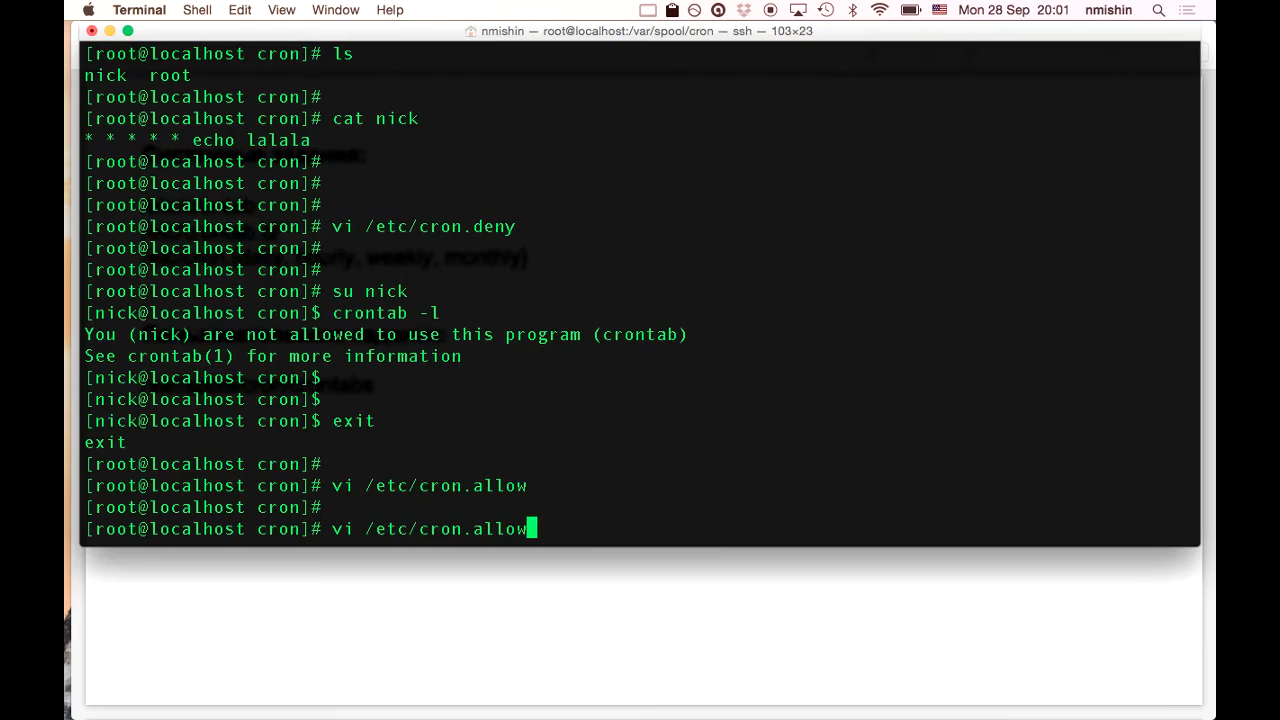 Terminal Shell Edit View Window Help Mon 28 Sep 20:01 nmishin
nmishin — root@localhost:/var/spool/cron — ssh — 103×23
[root@localhost cron]# ls
nick  root
[root@localhost cron]#
[root@localhost cron]# cat nick
* * * * * echo lalala
[root@localhost cron]#
[root@localhost cron]#
[root@localhost cron]#
[root@localhost cron]# vi /etc/cron.deny
[root@localhost cron]#
[root@localhost cron]#
urly, weekly, monthly}
[root@localhost cron]# su nick
[nick@localhost cron]$ crontab -l
You (nick) are not allowed to use this program (crontab)
See crontab(1) for more information
[nick@localhost cron]$
ntabs
[nick@localhost cron]$
[nick@localhost cron]$ exit
exit
[root@localhost cron]#
[root@localhost cron]# vi /etc/cron.allow
[root@localhost cron]#
[root@localhost cron]# vi /etc/cron.allow